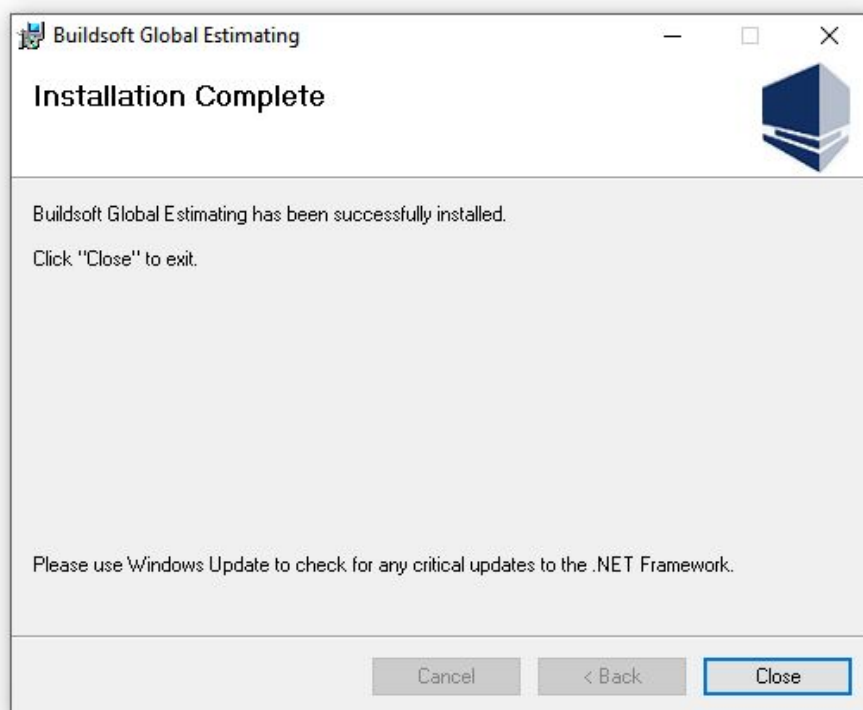 Buildsoft Global Estimating
Installation Complete
Buildsoft Global Estimating has been successfully installed.
Click "Close" to exit.
Please use Windows Update to check for any critical updates to the .NET Framework.
Cancel
< Back
Close